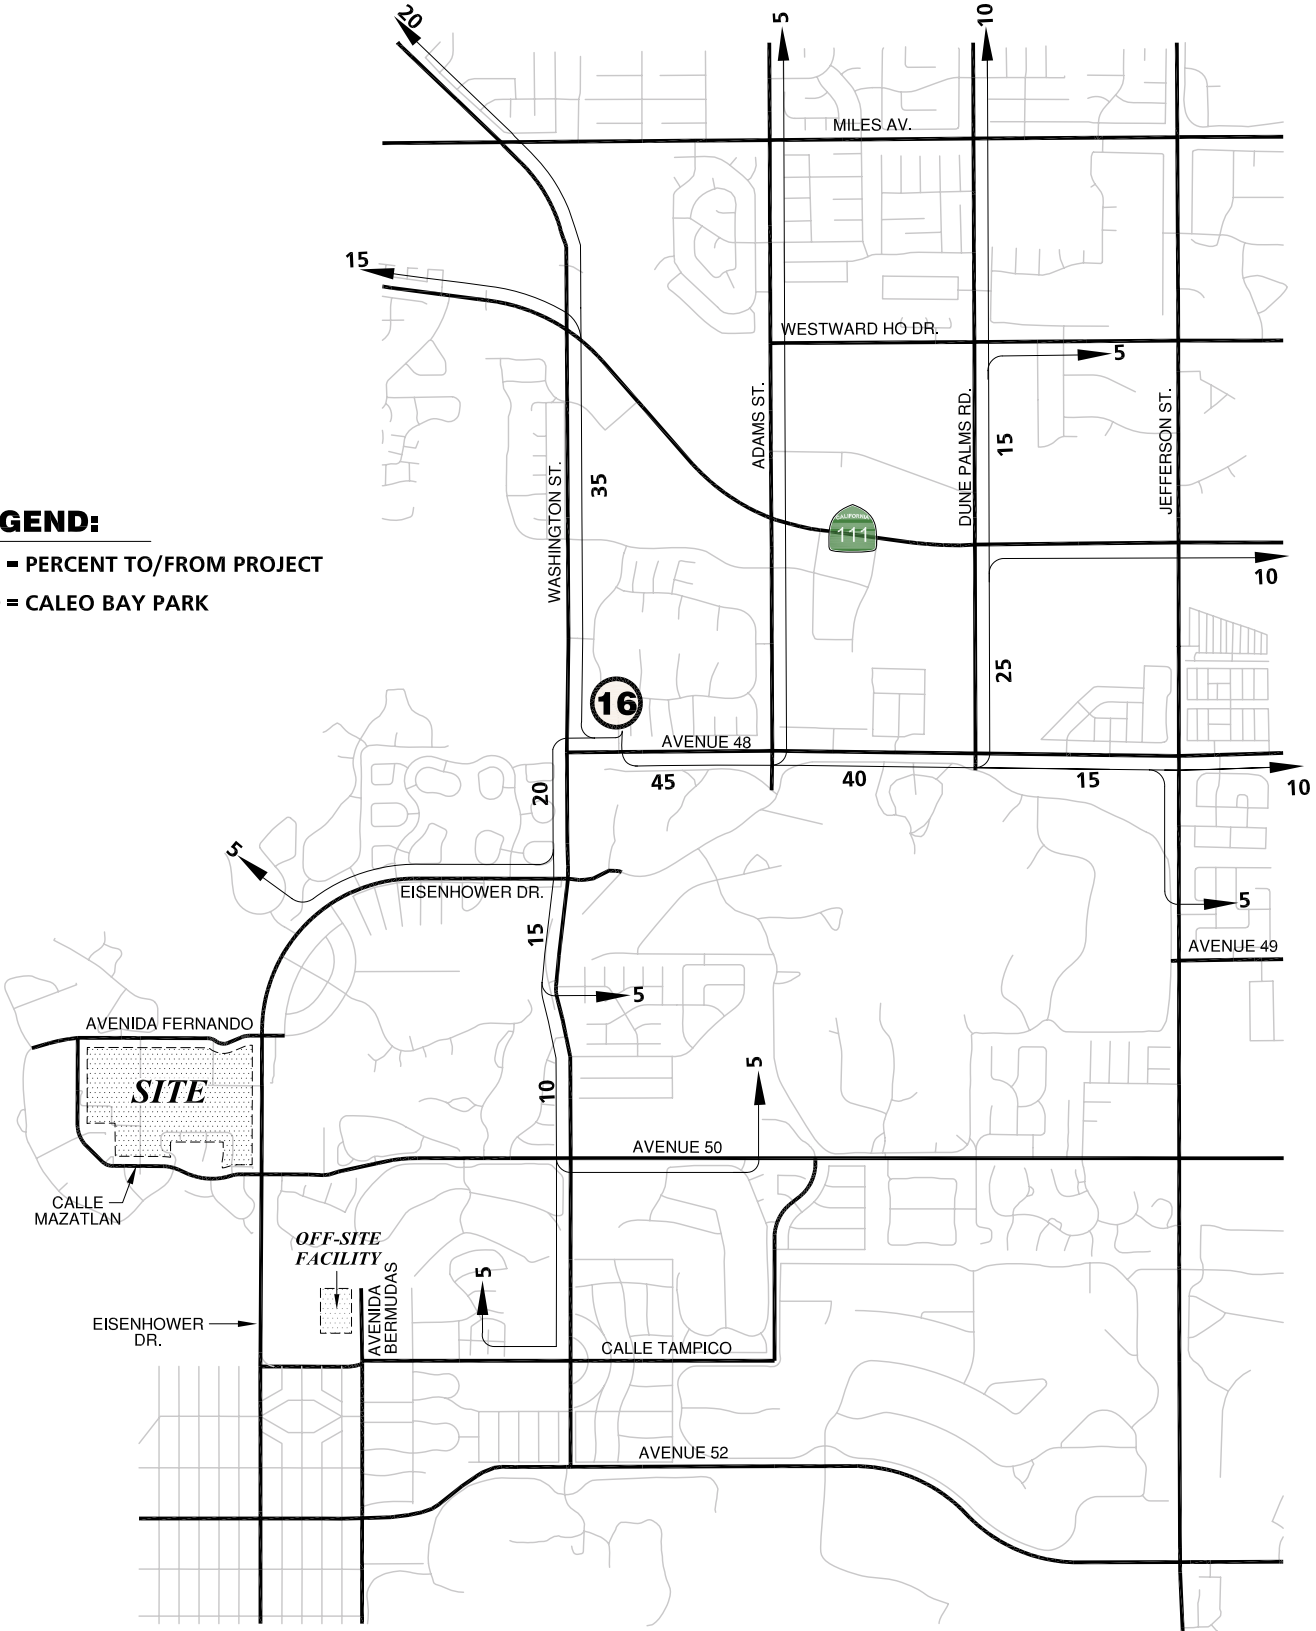 20
5
10
MILES AV.
15
WESTWARD HO DR.
5
ADAMS ST.
DUNE PALMS RD.
JEFFERSON ST.
15
WASHINGTON ST.
35
CALIFORNIA
111
GEND:
= PERCENT TO/FROM PROJECT
= CALEO BAY PARK
10
25
16
AVENUE 48
45
40
15
10
20
5
EISENHOWER DR.
5
15
AVENUE 49
5
AVENIDA FERNANDO
SITE
10
5
AVENUE 50
CALLE
MAZATLAN
OFF-SITE
FACILITY
5
AVENIDA
BERMUDAS
EISENHOWER
DR.
CALLE TAMPICO
AVENUE 52